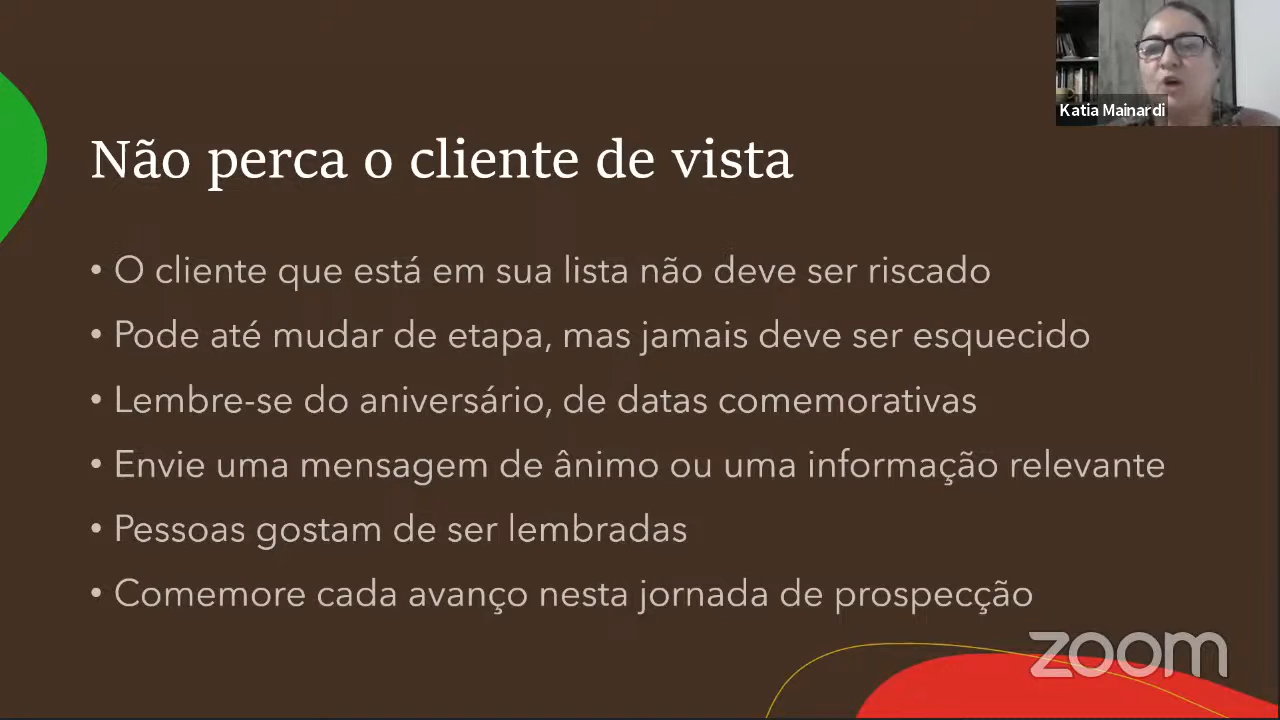 Katia Mainardi
Não perca o cliente de vista
• O cliente que está em sua lista não deve ser riscado
• Pode até mudar de etapa, mas jamais deve ser esquecido
• Lembre-se do aniversário, de datas comemorativas
• Envie uma mensagem de ânimo ou uma informação relevante
• Pessoas gostam de ser lembradas
• Comemore cada avanço nesta jornada de prospecção
zoom